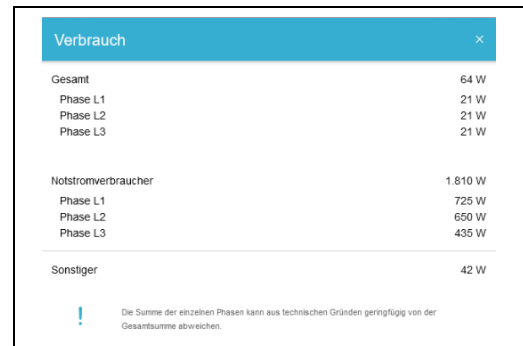 Verbrauch ×
Gesamt 64 W
Phase L1 21 W
Phase L2 21 W
Phase L3 21 W
Notstromverbraucher 1.810 W
Phase L1 725 W
Phase L2 650 W
Phase L3 435 W
Sonstiger 42 W
! Die Summe der einzelnen Phasen kann aus technischen Gründen geringfügig von der
Gesamtsumme abweichen.